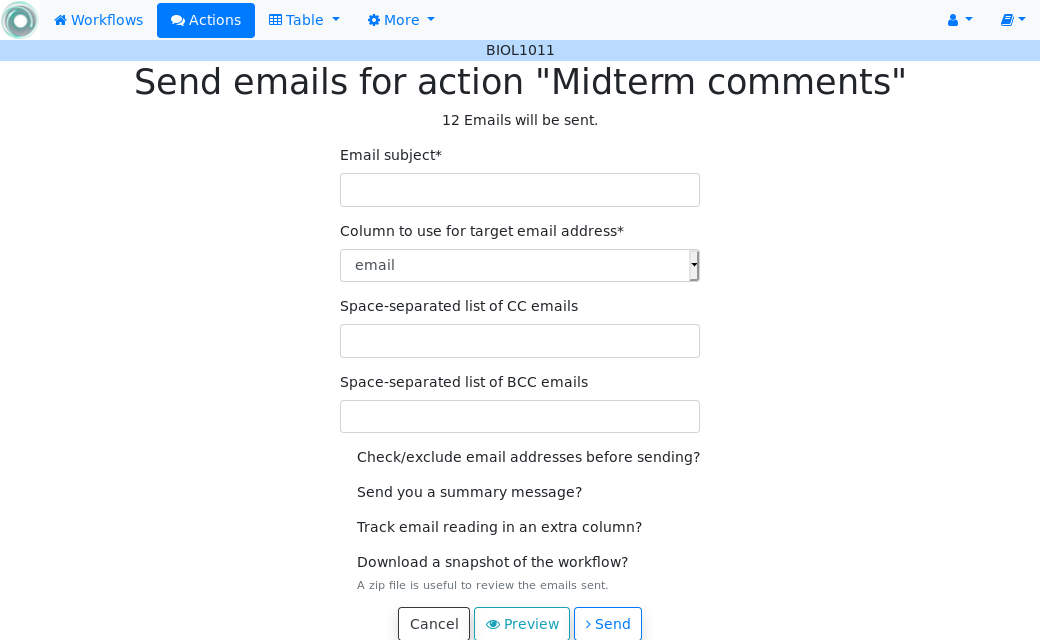 Workflows Actions Table More
BIOL1011
Send emails for action "Midterm comments"
12 Emails will be sent.
Email subject*
Column to use for target email address*
email
Space-separated list of CC emails
Space-separated list of BCC emails
Check/exclude email addresses before sending?
Send you a summary message?
Track email reading in an extra column?
Download a snapshot of the workflow?
A zip file is useful to review the emails sent.
Cancel Preview Send